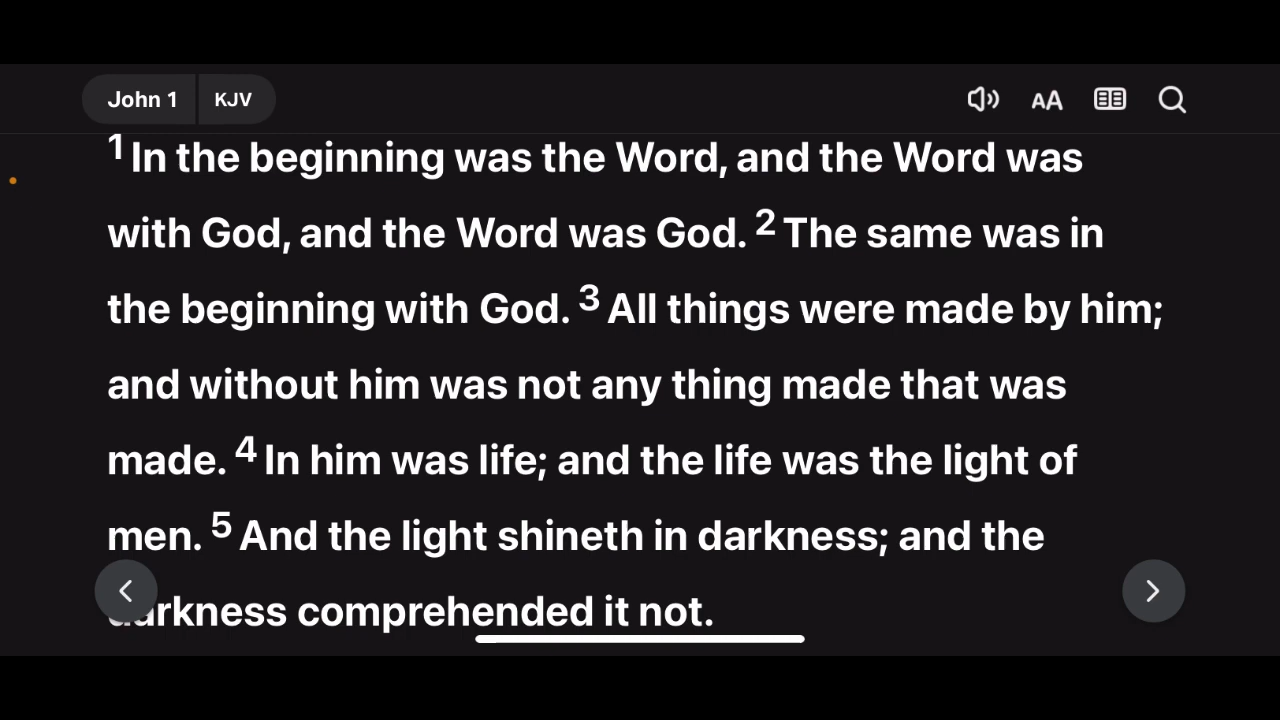 John 1 KJV AA
1 In the beginning was the Word, and the Word was
with God, and the Word was God. 2 The same was in
the beginning with God. 3 All things were made by him;
and without him was not any thing made that was
made. 4 In him was life; and the life was the light of
men. 5 And the light shineth in darkness; and the
darkness comprehended it not.